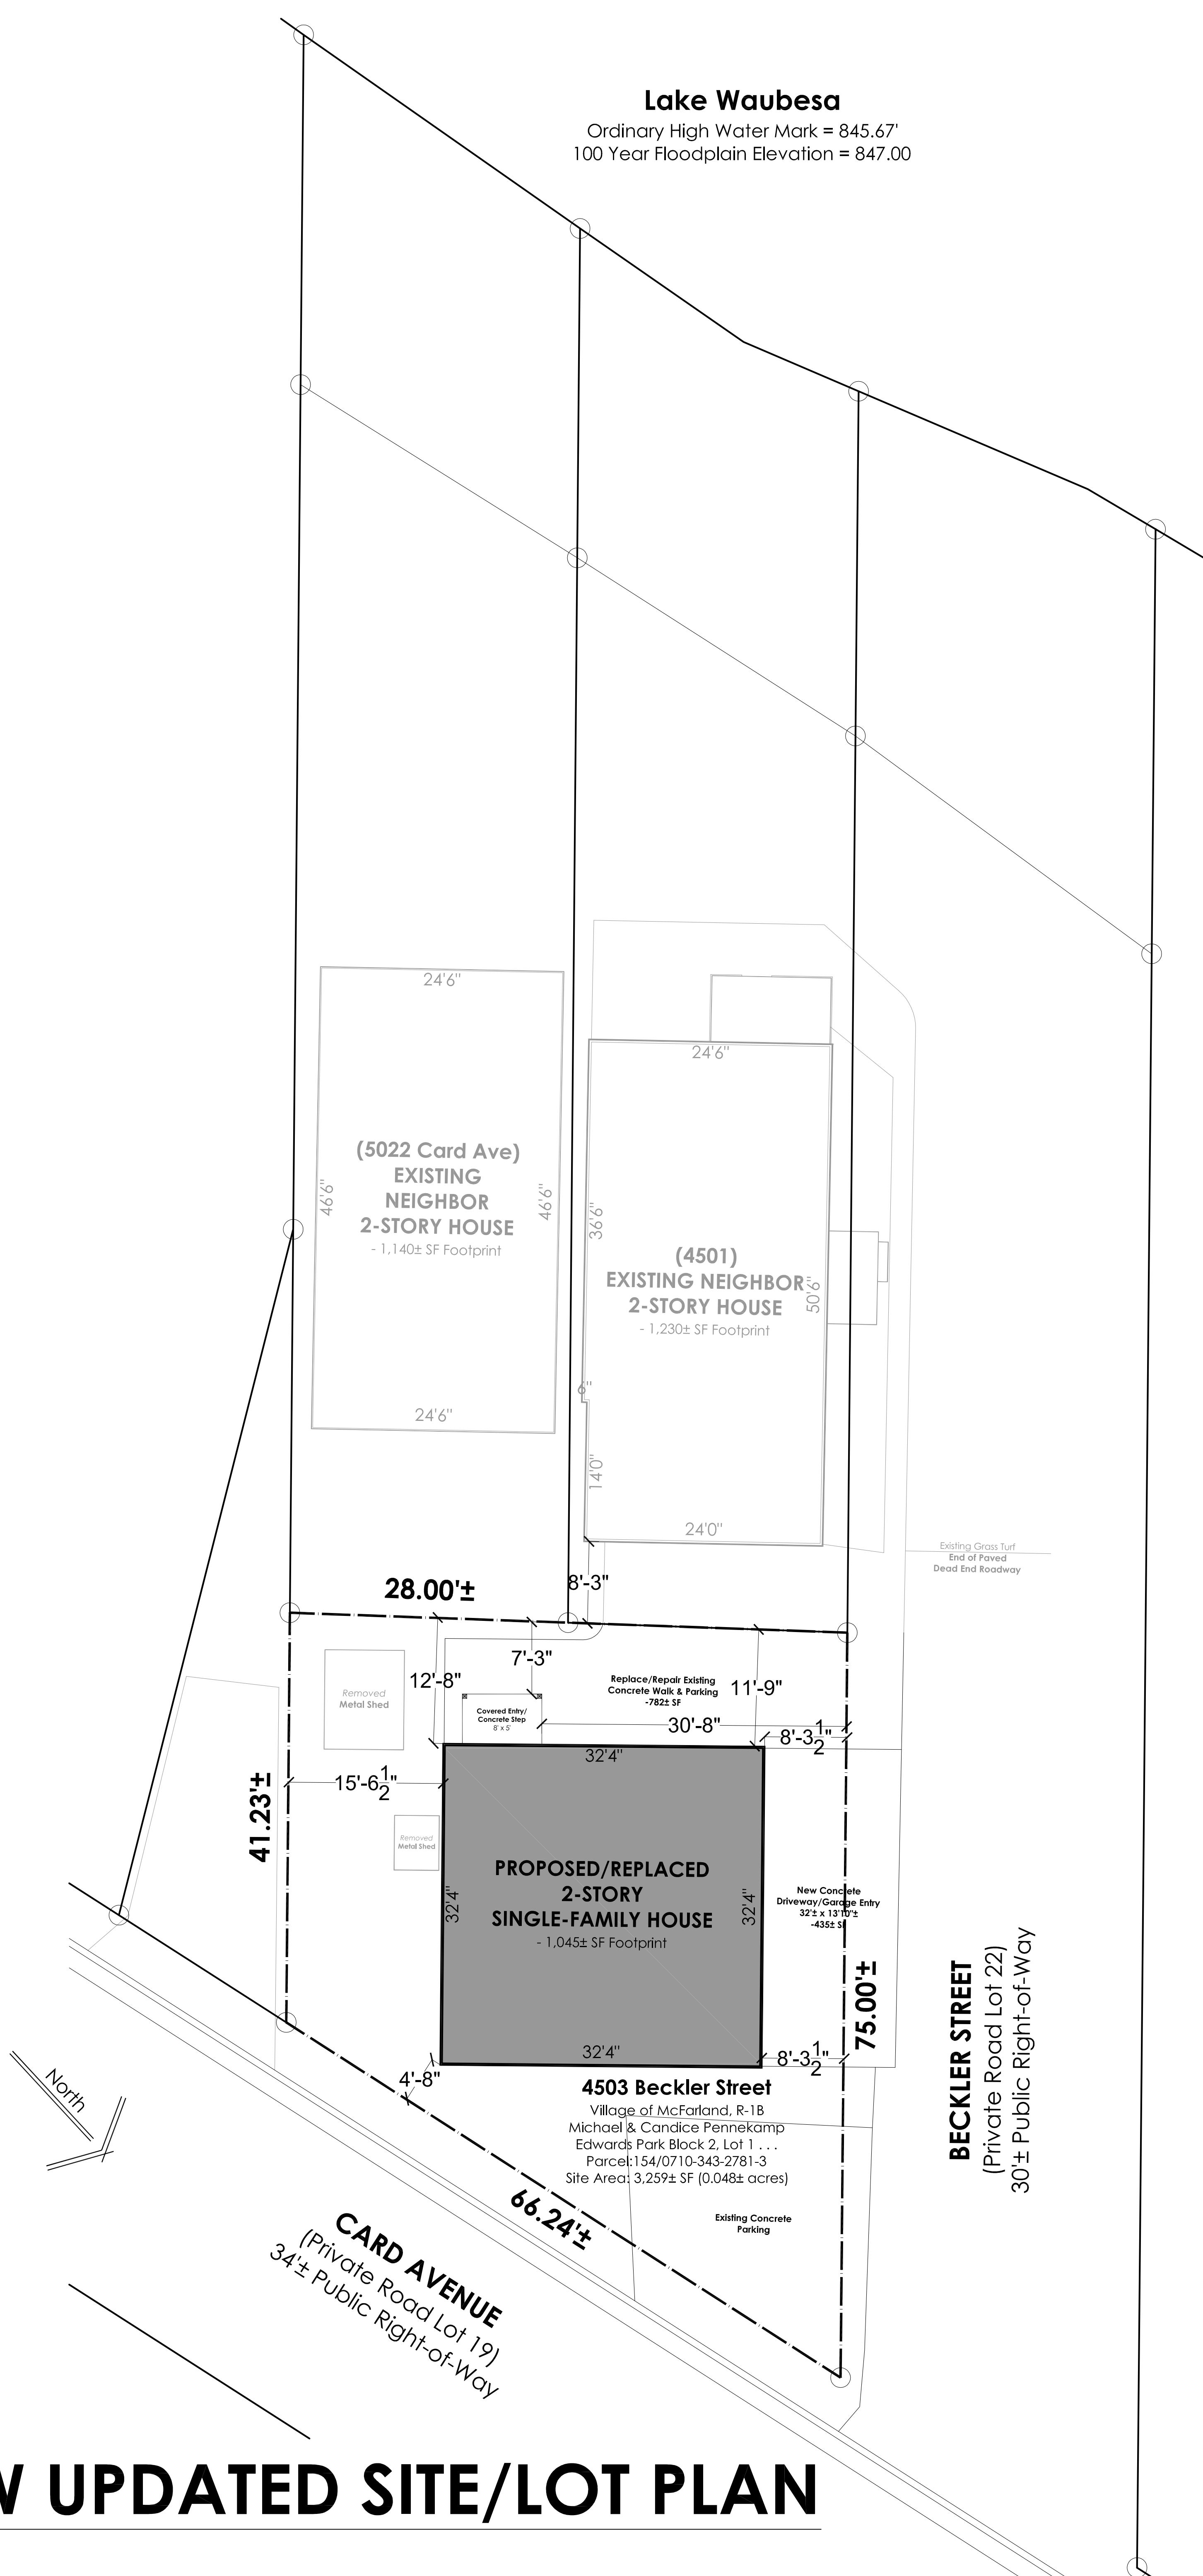 Lake Waubesa
Ordinary High Water Mark = 845.67'
100 Year Floodplain Elevation = 847.00
24'6"
24'6"
(5022 Card Ave)
EXISTING
NEIGHBOR
2-STORY HOUSE
- 1,140± SF Footprint
46'6"
46'6"
36'6"
(4501)
EXISTING NEIGHBOR
2-STORY HOUSE
- 1,230± SF Footprint
50'6"
6"
24'6"
14'0"
24'0"
Existing Grass Turf
End of Paved
Dead End Roadway
28.00'±
8'-3"
7'-3"
12'-8"
11'-9"
Removed
Metal Shed
Replace/Repair Existing
Concrete Walk & Parking
-782± SF
Covered Entry/
Concrete Step
8' x 5'
30'-8"
8'-3 1/2"
32'4"
15'-6 1/2"
41.23'±
Removed
Metal Shed
PROPOSED/REPLACED
2-STORY
SINGLE-FAMILY HOUSE
- 1,045± SF Footprint
32'4"
32'4"
New Concrete
Driveway/Garage Entry
32'± x 13'10"±
-435± SF
75.00'±
BECKLER STREET
(Private Road Lot 22)
30'± Public Right-of-Way
32'4"
8'-3 1/2"
4'-8"
North
4503 Beckler Street
Village of McFarland, R-1B
Michael & Candice Pennekamp
Edwards Park Block 2, Lot 1 . . .
Parcel:154/0710-343-2781-3
Site Area: 3,259± SF (0.048± acres)
66.24'±
Existing Concrete
Parking
CARD AVENUE
(Private Road Lot 19)
34'± Public Right-of-Way
UPDATED SITE/LOT PLAN